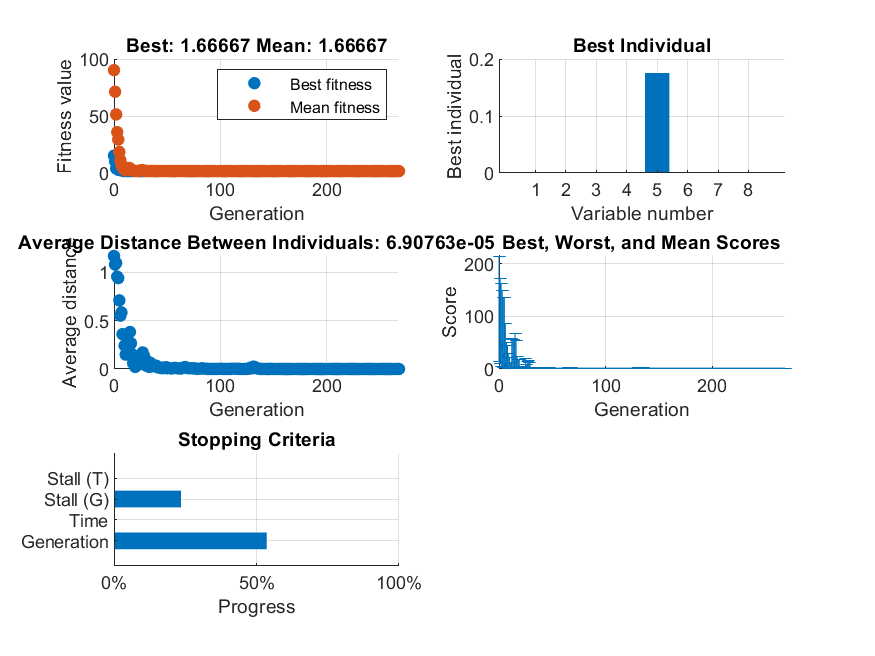 Best: 1.66667 Mean: 1.66667
Fitness value
100
50
0
Best fitness
Mean fitness
0 100 200
Generation
Best Individual
Best individual
0.2
0.1
0
1 2 3 4 5 6 7 8
Variable number
Average Distance Between Individuals: 6.90763e-05
Average distance
1
0.5
0
0 100 200
Generation
Best, Worst, and Mean Scores
Score
200
100
0
0 100 200
Generation
Stopping Criteria
Stall (T)
Stall (G)
Time
Generation
0% 50% 100%
Progress